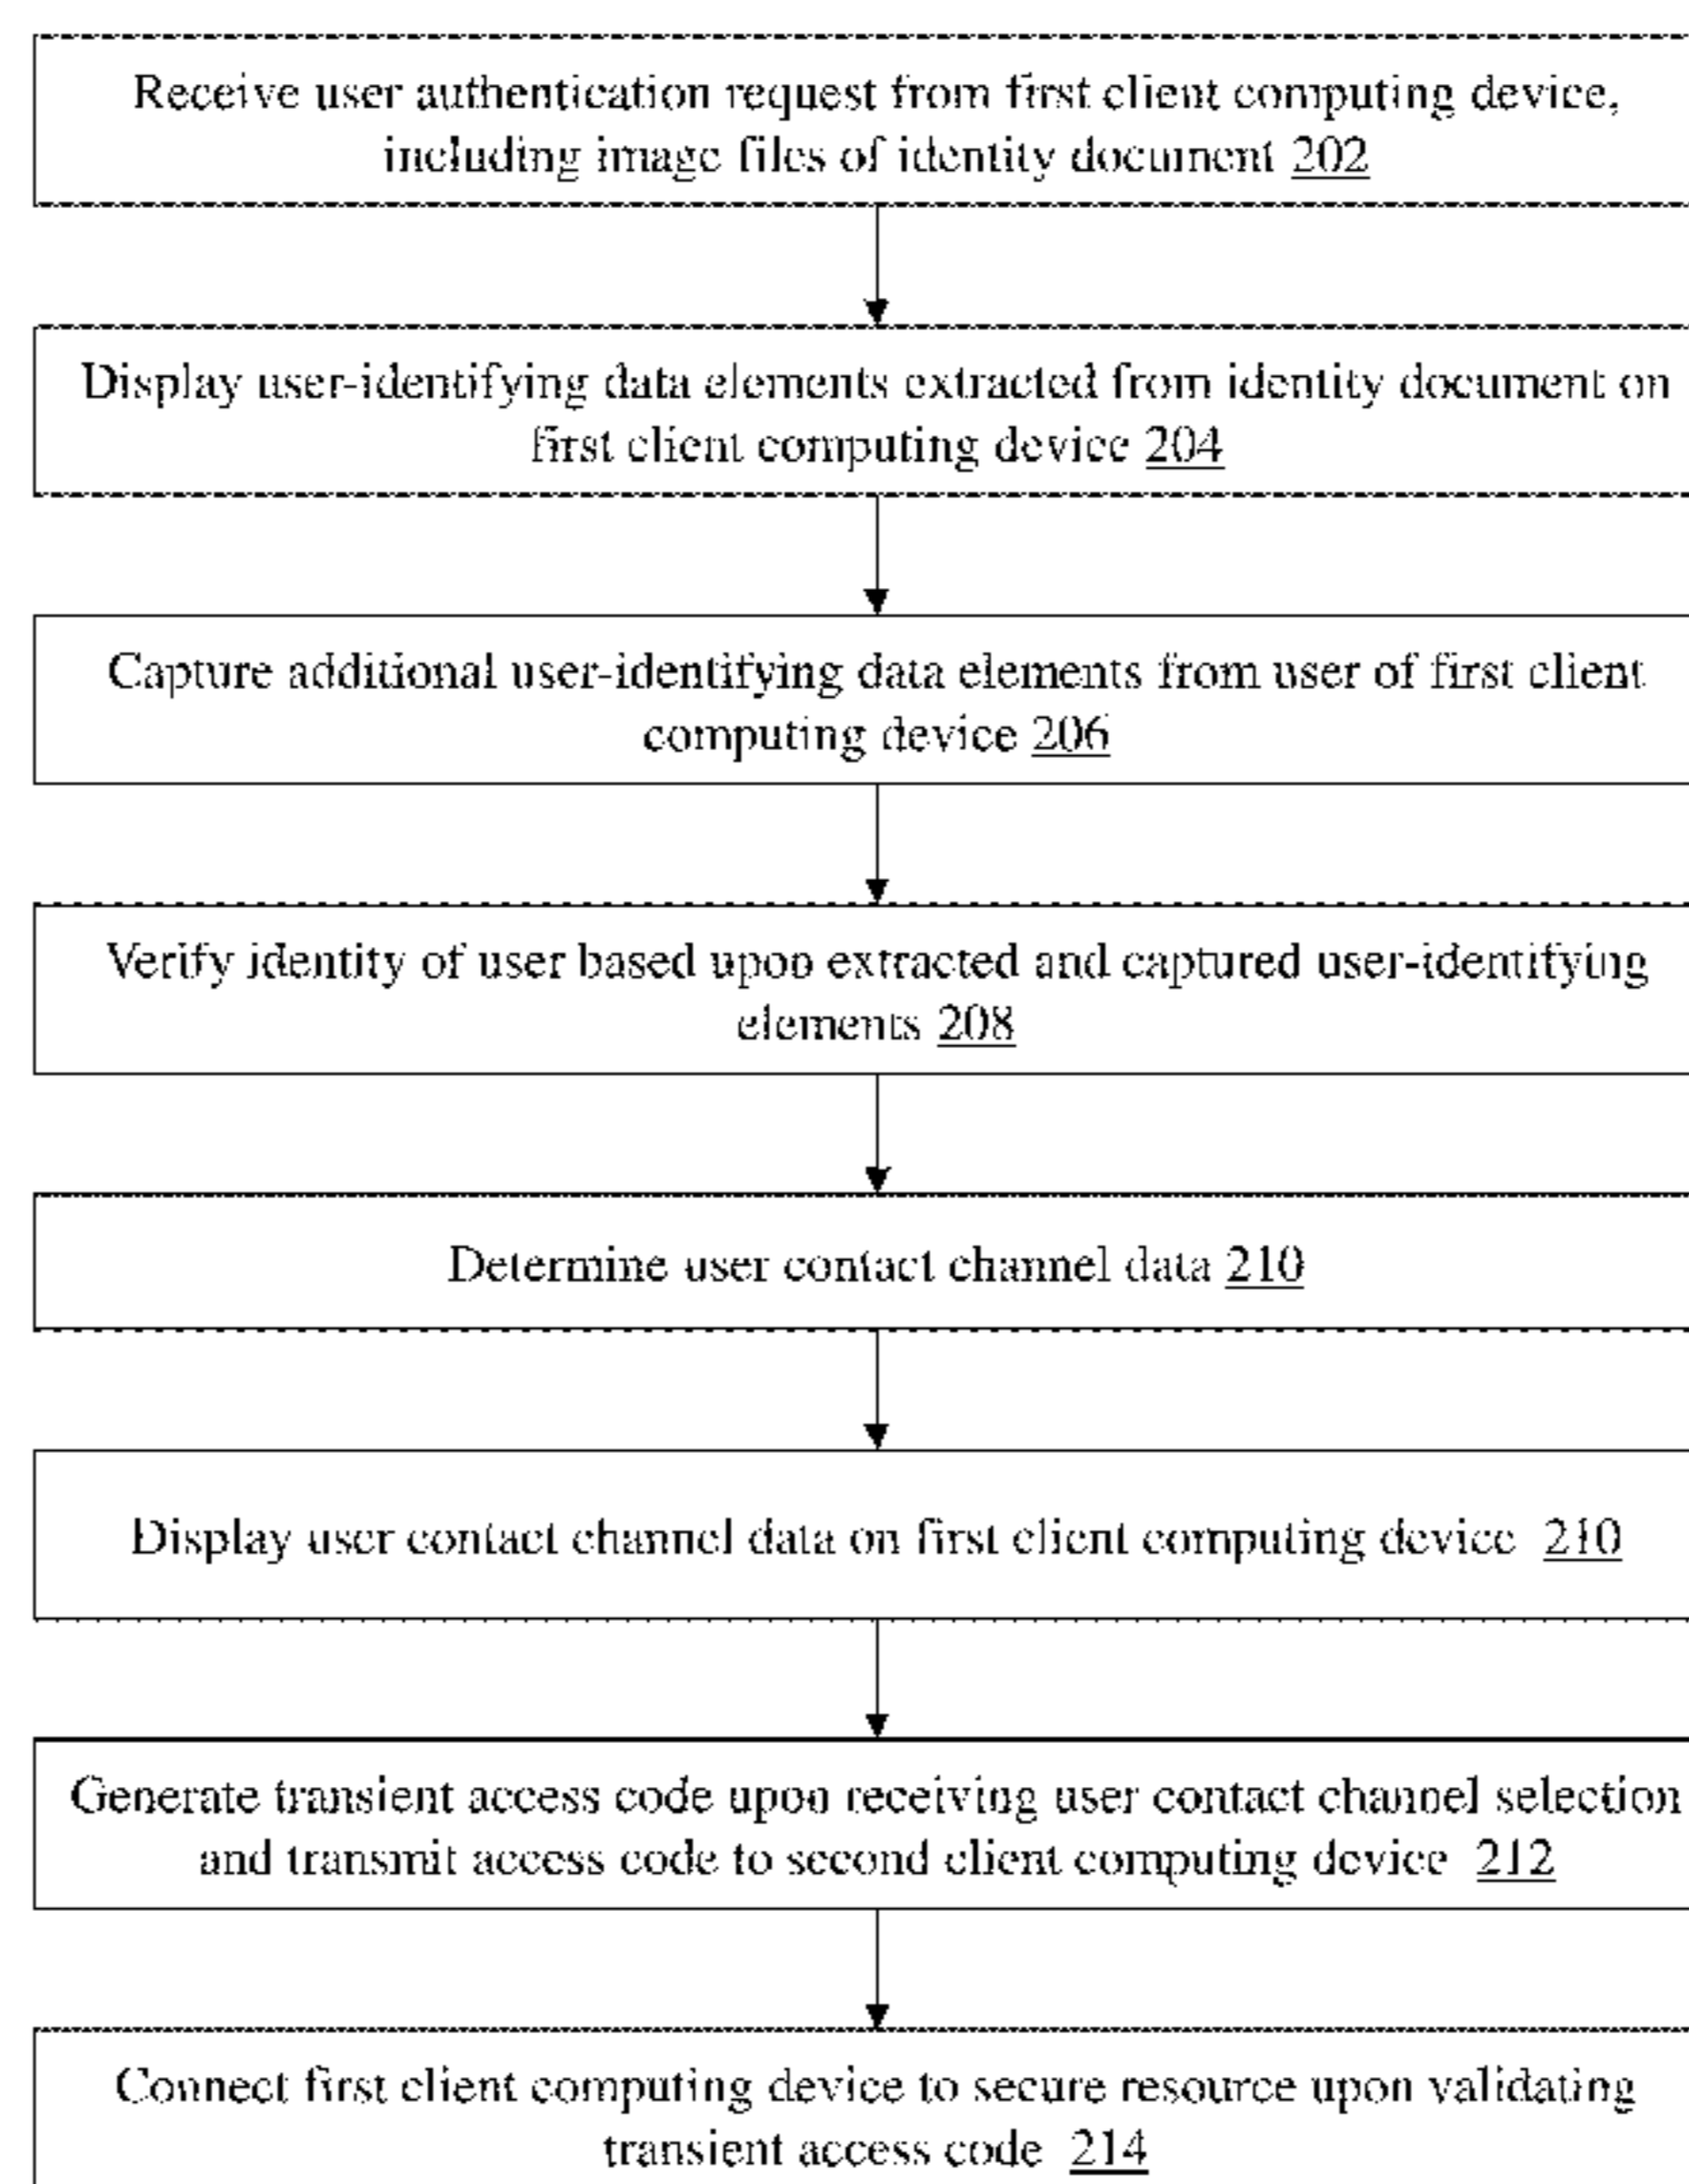 Receive user authentication request from first client computing device,
including image files of identity document 202
Display user-identifying data elements extracted from identity document on
first client computing device 204
Capture additional user-identifying data elements from user of first client
computing device 206
Verify identity of user based upon extracted and captured user-identifying
elements 208
Determine user contact channel data 210
Display user contact channel data on first client computing device 210
Generate transient access code upon receiving user contact channel selection
and transmit access code to second client computing device 212
Connect first client computing device to secure resource upon validating
transient access code 214